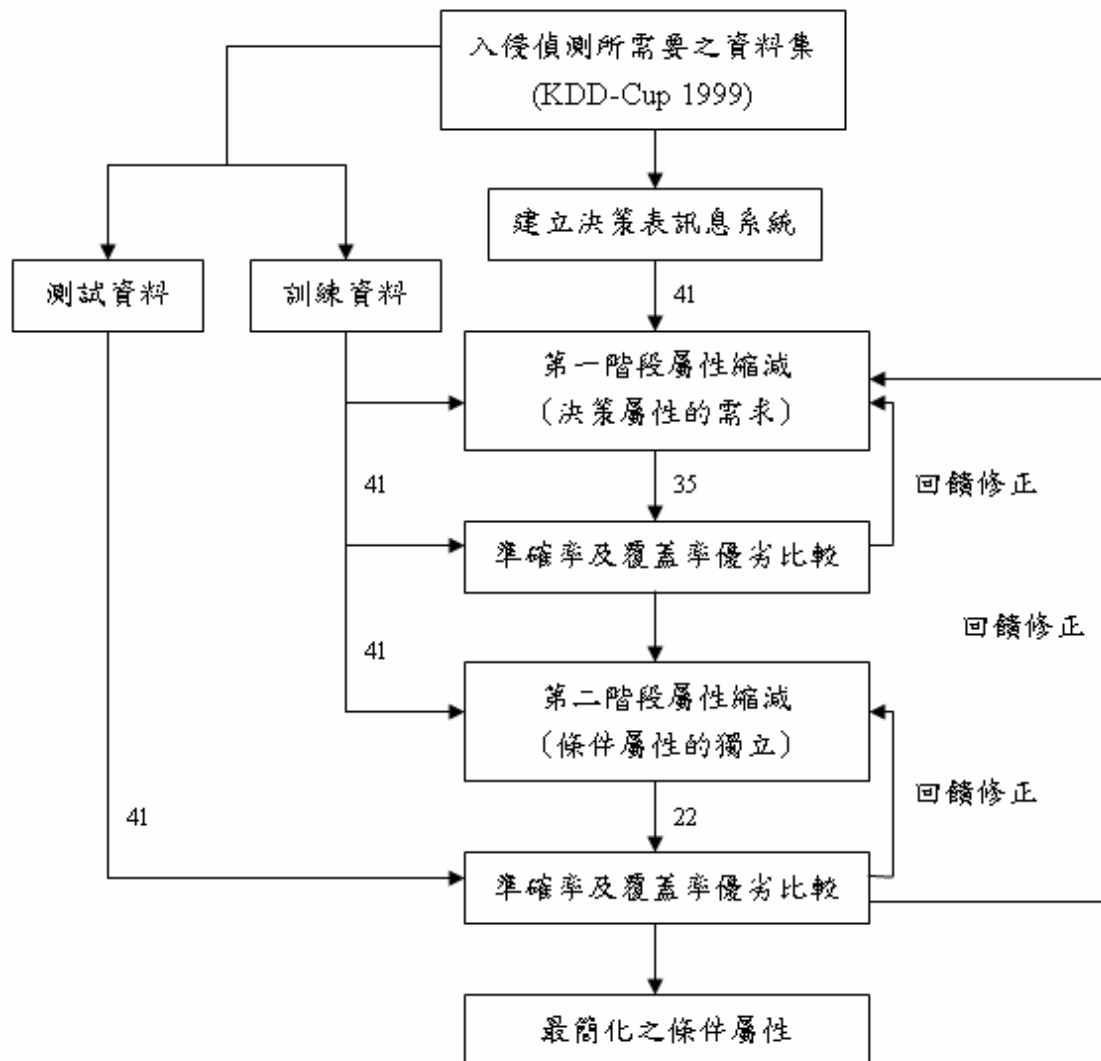 入侵偵測所需要之資料集
(KDD-Cup 1999)
建立決策表訊息系統
測試資料
訓練資料
41
第一階段屬性縮減
(決策屬性的需求)
41
35
回饋修正
準確率及覆蓋率優劣比較
回饋修正
41
第二階段屬性縮減
(條件屬性的獨立)
41
22
回饋修正
準確率及覆蓋率優劣比較
最簡化之條件屬性